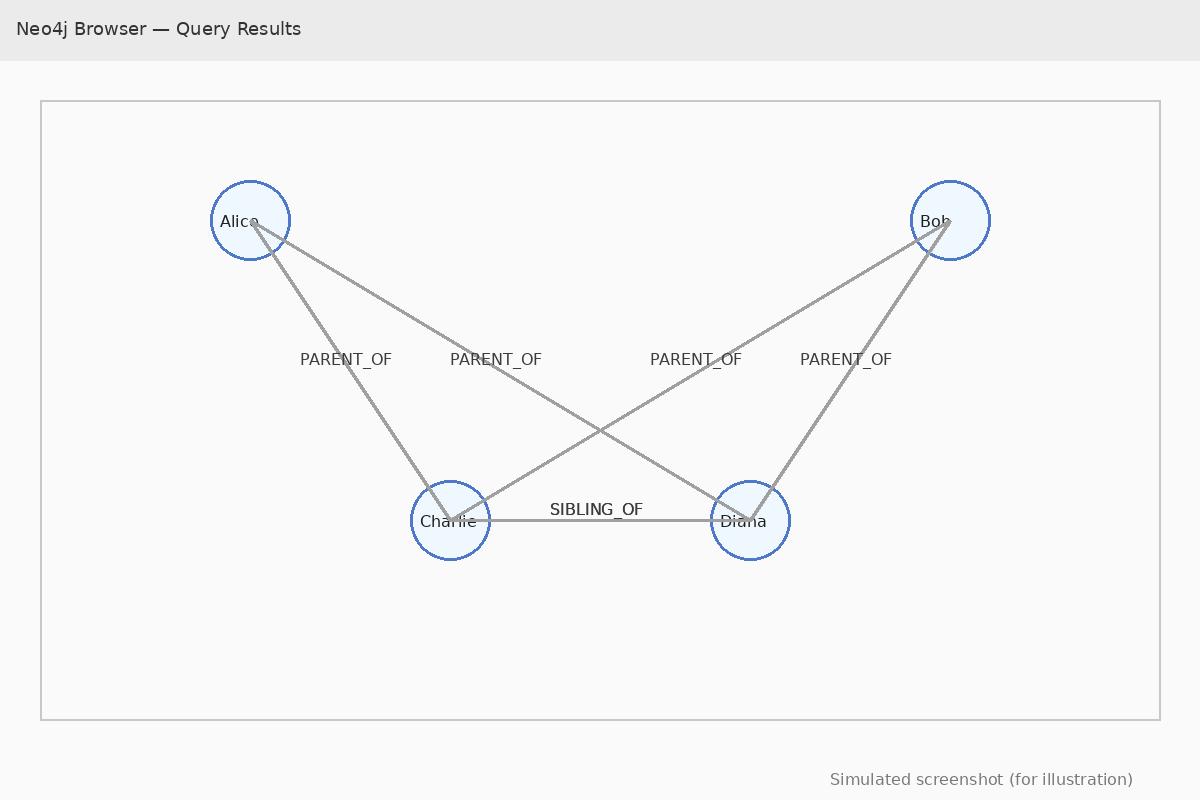 Neo4j Browser — Query Results
Alice
Bob
PARENT_OF
PARENT_OF
PARENT_OF
PARENT_OF
SIBLING_OF
Charlie
Diana
Simulated screenshot (for illustration)